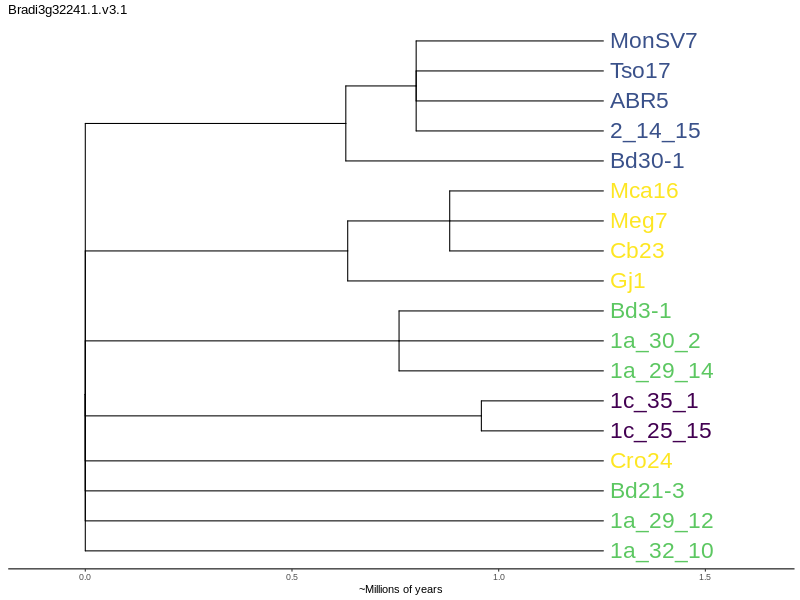 Bradi3g32241.1.v3.1
MonSV7
Tso17
ABR5
2_14_15
Bd30-1
Mca16
Meg7
Cb23
Gj1
Bd3-1
1a_30_2
1a_29_14
1c_35_1
1c_25_15
Cro24
Bd21-3
1a_29_12
1a_32_10
0.0 0.5 1.0 1.5
~Millions of years